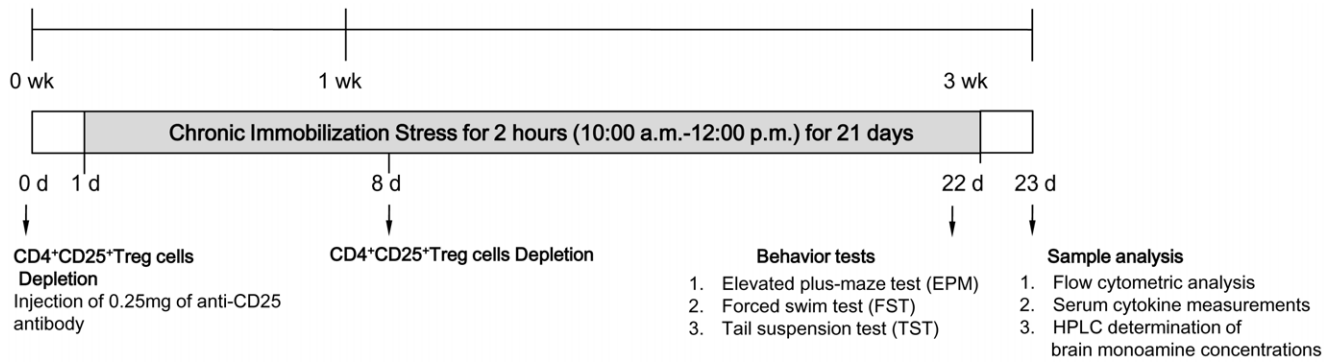 0 wk
1 wk
3 wk
Chronic Immobilization Stress for 2 hours (10:00 a.m.-12:00 p.m.) for 21 days
0 d
1 d
8 d
22 d
23 d
CD4⁺CD25⁺Treg cells
Depletion
Injection of 0.25mg of anti-CD25
antibody
CD4⁺CD25⁺Treg cells Depletion
Behavior tests
1. Elevated plus-maze test (EPM)
2. Forced swim test (FST)
3. Tail suspension test (TST)
Sample analysis
1. Flow cytometric analysis
2. Serum cytokine measurements
3. HPLC determination of
brain monoamine concentrations